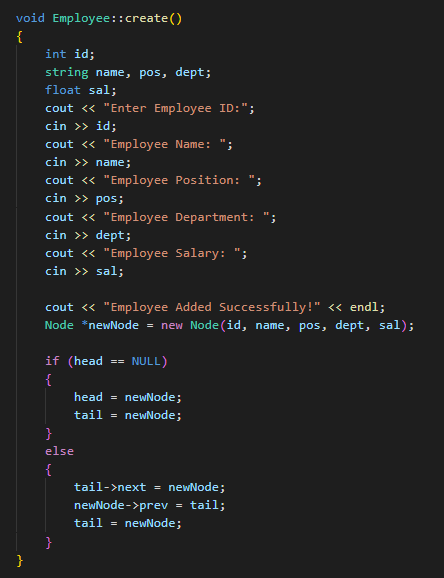 void Employee::create()
{
    int id;
    string name, pos, dept;
    float sal;
    cout << "Enter Employee ID:";
    cin >> id;
    cout << "Employee Name: ";
    cin >> name;
    cout << "Employee Position: ";
    cin >> pos;
    cout << "Employee Department: ";
    cin >> dept;
    cout << "Employee Salary: ";
    cin >> sal;

    cout << "Employee Added Successfully!" << endl;
    Node *newNode = new Node(id, name, pos, dept, sal);

    if (head == NULL)
    {
        head = newNode;
        tail = newNode;
    }
    else
    {
        tail->next = newNode;
        newNode->prev = tail;
        tail = newNode;
    }
}